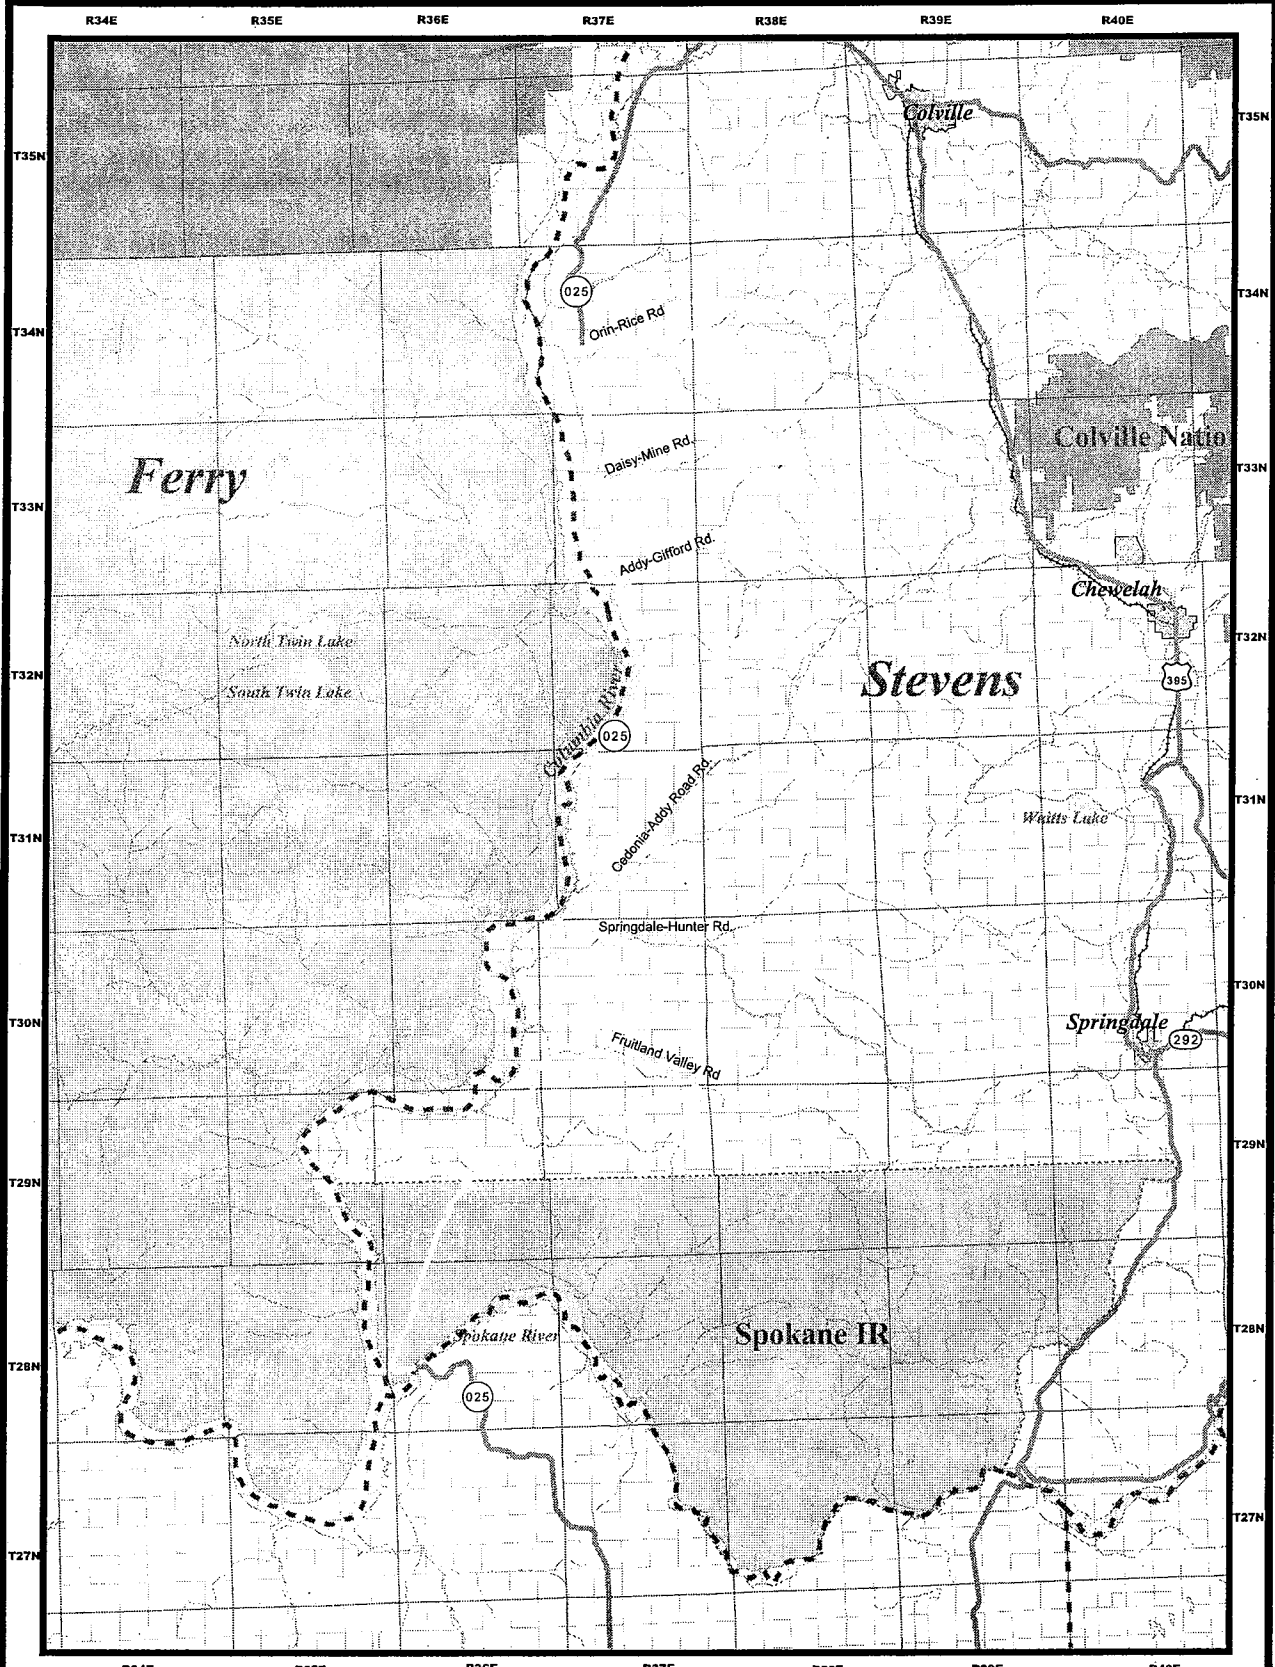 R34E R35E R36E R37E R38E R39E R40E
Colville
T35N T35N
025
T34N T34N
Orin-Rice Rd
Colville Natio
Daisy-Mine Rd.
Ferry
T33N T33N
Addy-Gifford Rd.
Chewelah
North Twin Lake
T32N T32N
Stevens
395
South Twin Lake
Columbia River
025
Cedonia-Addy Road Rd.
T31N T31N
Waitts Lake
Springdale-Hunter Rd.
T30N T30N
Springdale
292
Fruitland Valley Rd
T29N T29N
Spokane River
Spokane IR
T28N T28N
025
T27N T27N